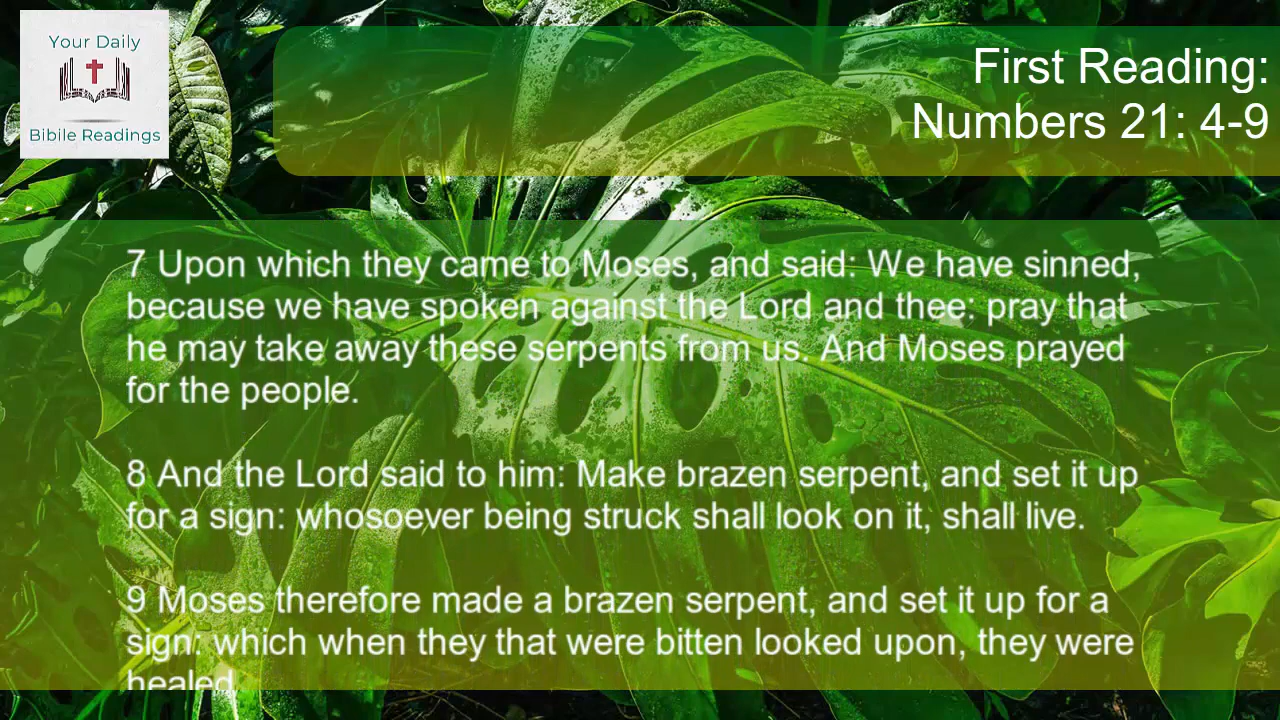 Your Daily
Bibile Readings
First Reading:
Numbers 21: 4-9
7 Upon which they came to Moses, and said: We have sinned,
because we have spoken against the Lord and thee: pray that
he may take away these serpents from us. And Moses prayed
for the people.
8 And the Lord said to him: Make brazen serpent, and set it up
for a sign: whosoever being struck shall look on it, shall live.
9 Moses therefore made a brazen serpent, and set it up for a
sign: which when they that were bitten looked upon, they were
healed.